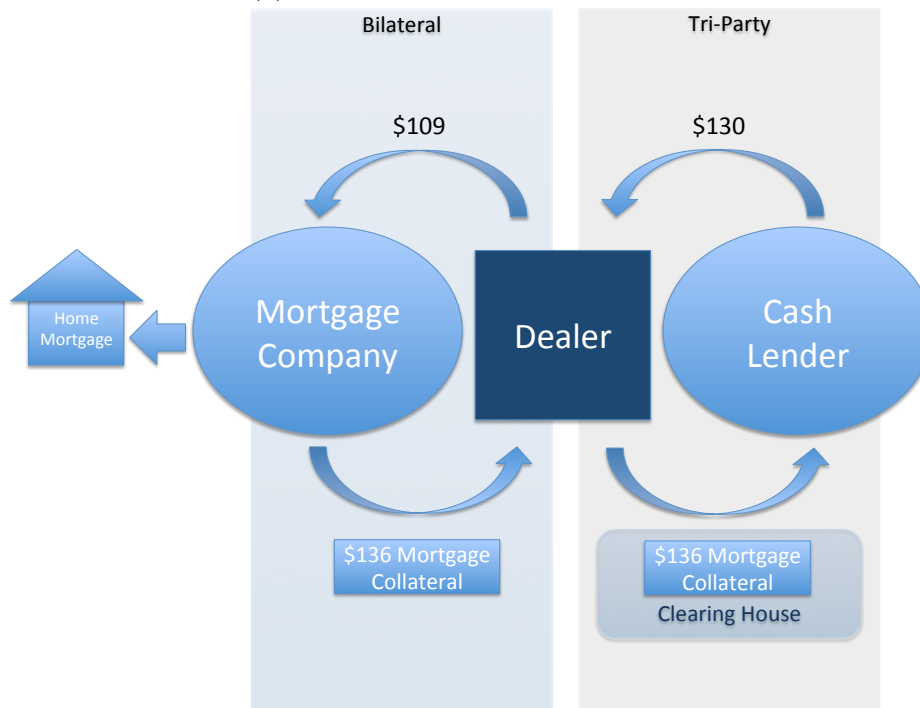 Bilateral
Tri-Party
$109
$130
Home
Mortgage
Mortgage
Company
Dealer
Cash
Lender
$136 Mortgage
Collateral
$136 Mortgage
Collateral
Clearing House